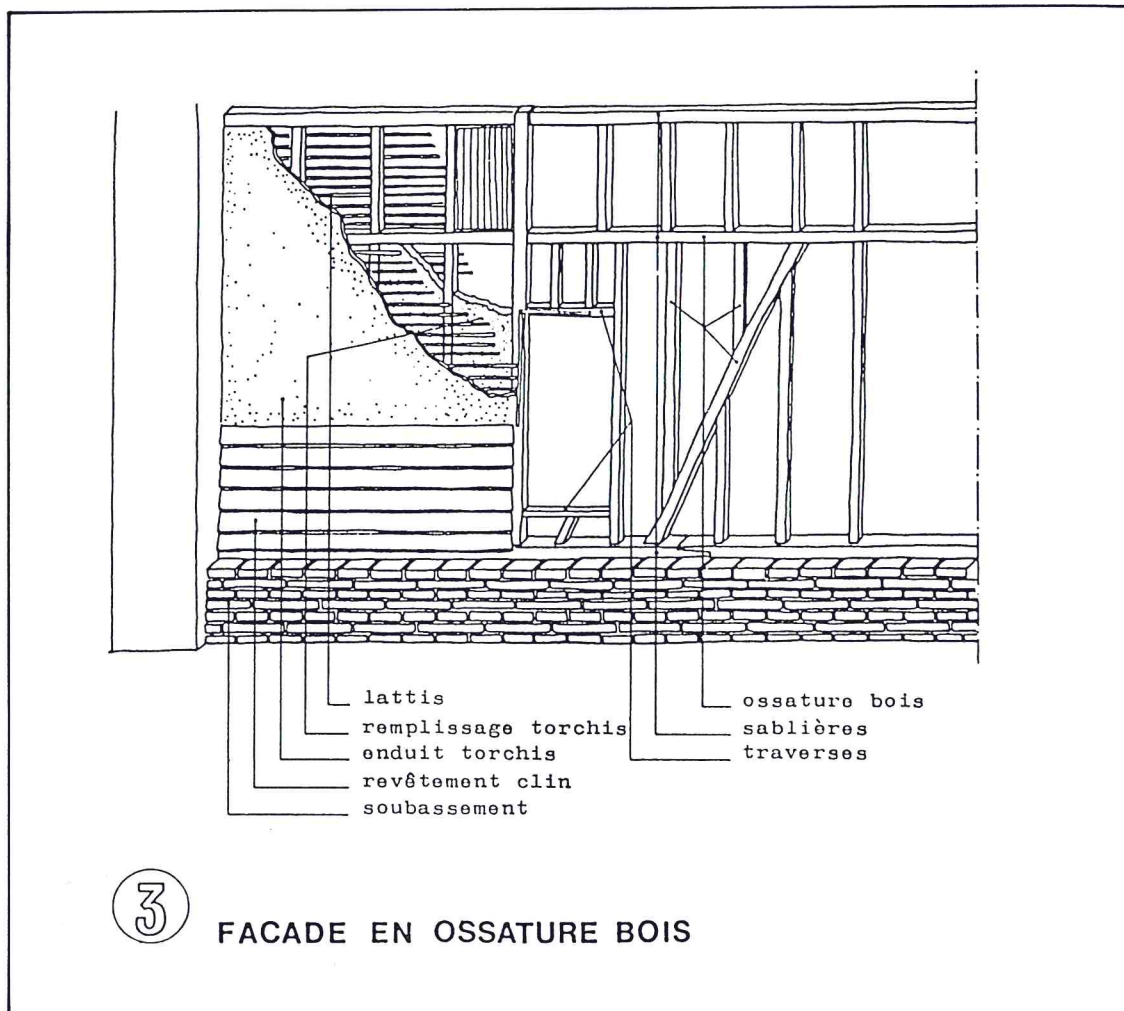 lattis
remplissage torchis
enduit torchis
revêtement clin
soubassement
ossature bois
sablières
traverses
3
FACADE EN OSSATURE BOIS